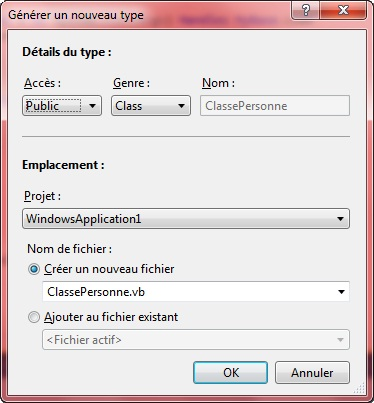 Générer un nouveau type
Détails du type :
Accès : Genre : Nom :
Public Class ClassePersonne
Emplacement :
Projet :
WindowsApplication1
Nom de fichier :
Créer un nouveau fichier
ClassePersonne.vb
Ajouter au fichier existant
<Fichier actif>
OK Annuler